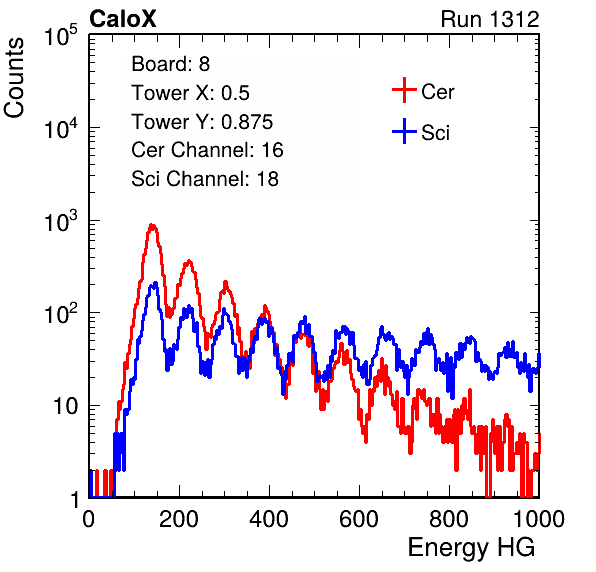 CaloX Run 1312
10^5
Counts
Board: 8
Tower X: 0.5
Tower Y: 0.875
Cer Channel: 16
Sci Channel: 18
Cer
Sci
10^4
10^3
10^2
10
1
0 200 400 600 800 1000
Energy HG